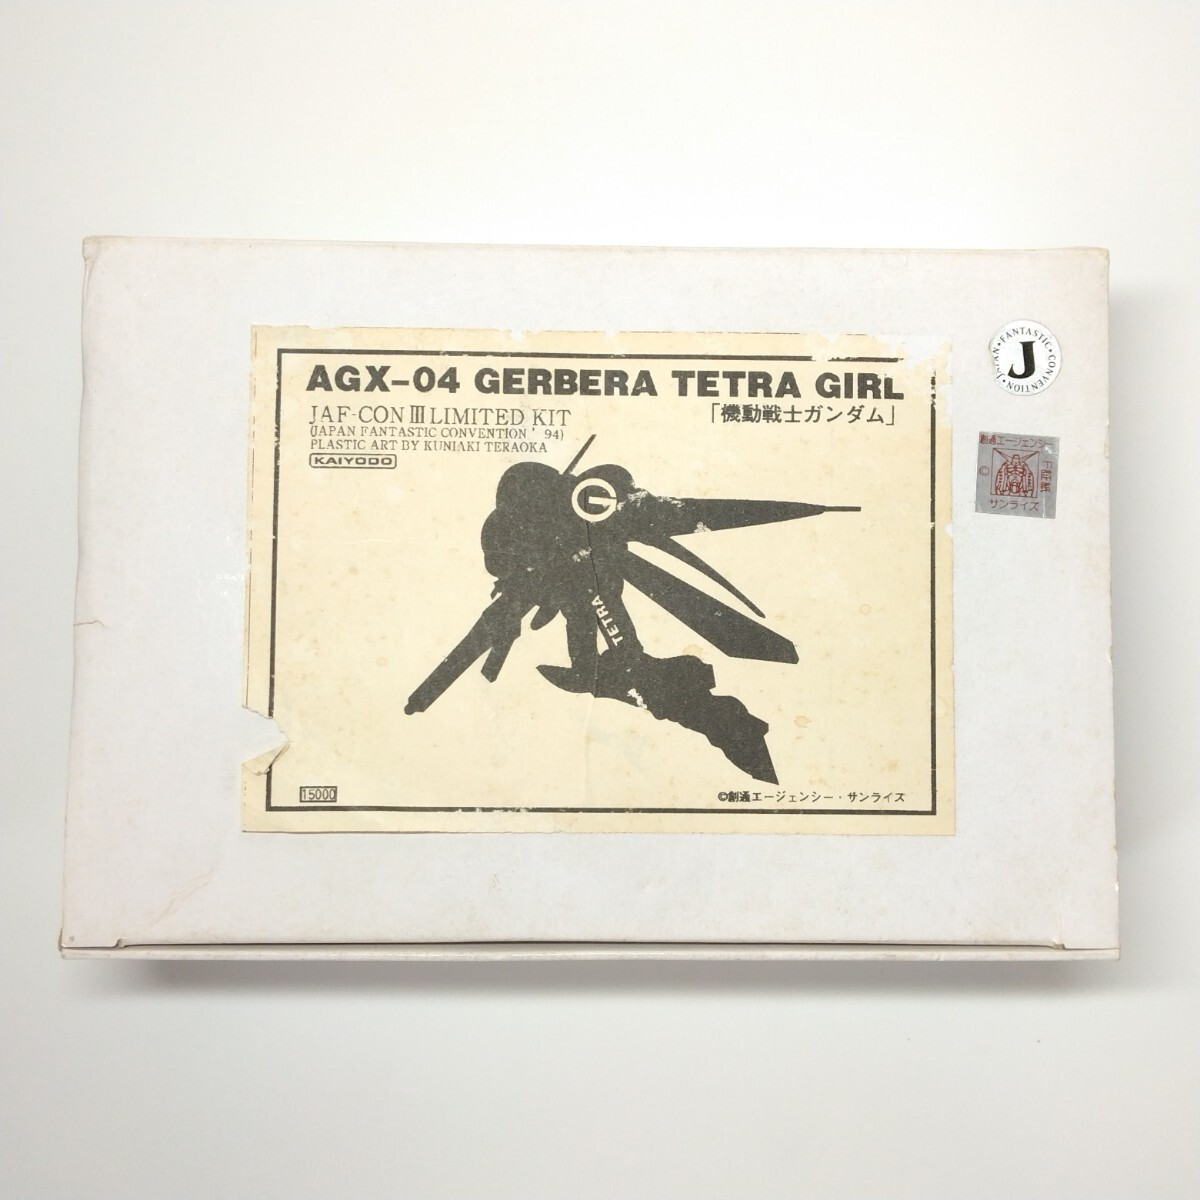 AGX-04 GERBERA TETRA GIRL
JAF-CON III LIMITED KIT
「機動戦士ガンダム」
(JAPAN FANTASTIC CONVENTION '94)
PLASTIC ART BY KUNIAKI TERAOKA
KAIYODO
G
TETRA
15000
©創通エージェンシー・サンライズ
JAPAN・FANTASTIC・CONVENTION・
J
創通エージェンシー
©
サンライズ